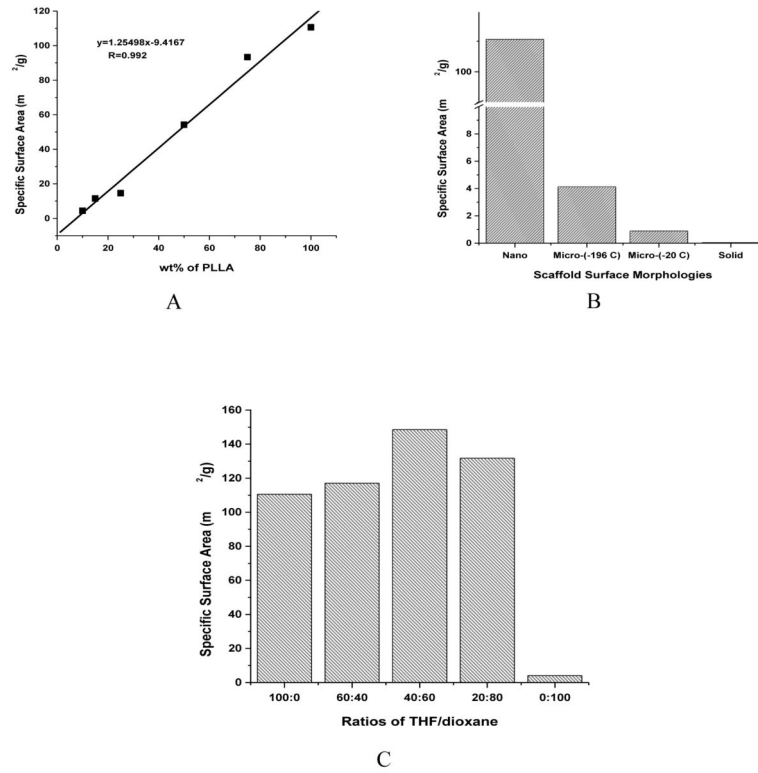 120
100
80
60
40
20
0
Specific Surface Area (m 2/g)
y=1.25498x-9.4167
R=0.992
0 20 40 60 80 100
wt% of PLLA
A
100
8
6
4
2
0
Specific Surface Area (m 2/g)
Nano Micro-(-196 C) Micro-(-20 C) Solid
Scaffold Surface Morphologies
B
160
140
120
100
80
60
40
20
0
Specific Surface Area (m 2/g)
100:0 60:40 40:60 20:80 0:100
Ratios of THF/dioxane
C